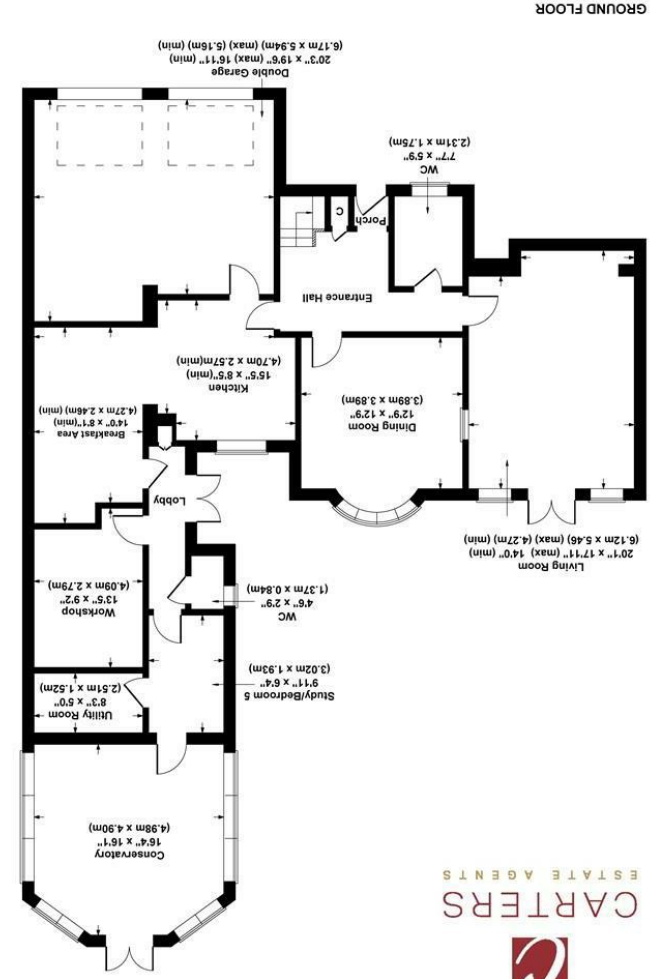 CARTERS
ESTATE AGENTS
Conservatory
16'4" x 16'1"
(4.98m x 4.90m)
Utility Room
8'3" x 5'0"
(2.51m x 1.52m)
Study/Bedroom 5
9'11" x 6'4"
(3.02m x 1.93m)
WC
4'6" x 2'9"
(1.37m x 0.84m)
Workshop
13'5" x 9'2"
(4.09m x 2.79m)
Living Room
20'1" x 17'11" (max) 14'0" (min)
(6.12m x 5.46) (max) (4.27m) (min)
Lobby
Dining Room
12'9" x 12'9"
(3.89m x 3.89m)
Breakfast Area
14'0" x 8'1"(min)
(4.27m x 2.46m) (min)
Kitchen
15'5" x 8'5"(min)
(4.70m x 2.57m(min)
Entrance Hall
Porch
C
WC
7'7" x 5'9"
(2.31m x 1.75m)
Double Garage
20'3" x 19'6" (max) 16'11" (min)
(6.17m x 5.94m) (max) (5.16m) (min)
GROUND FLOOR